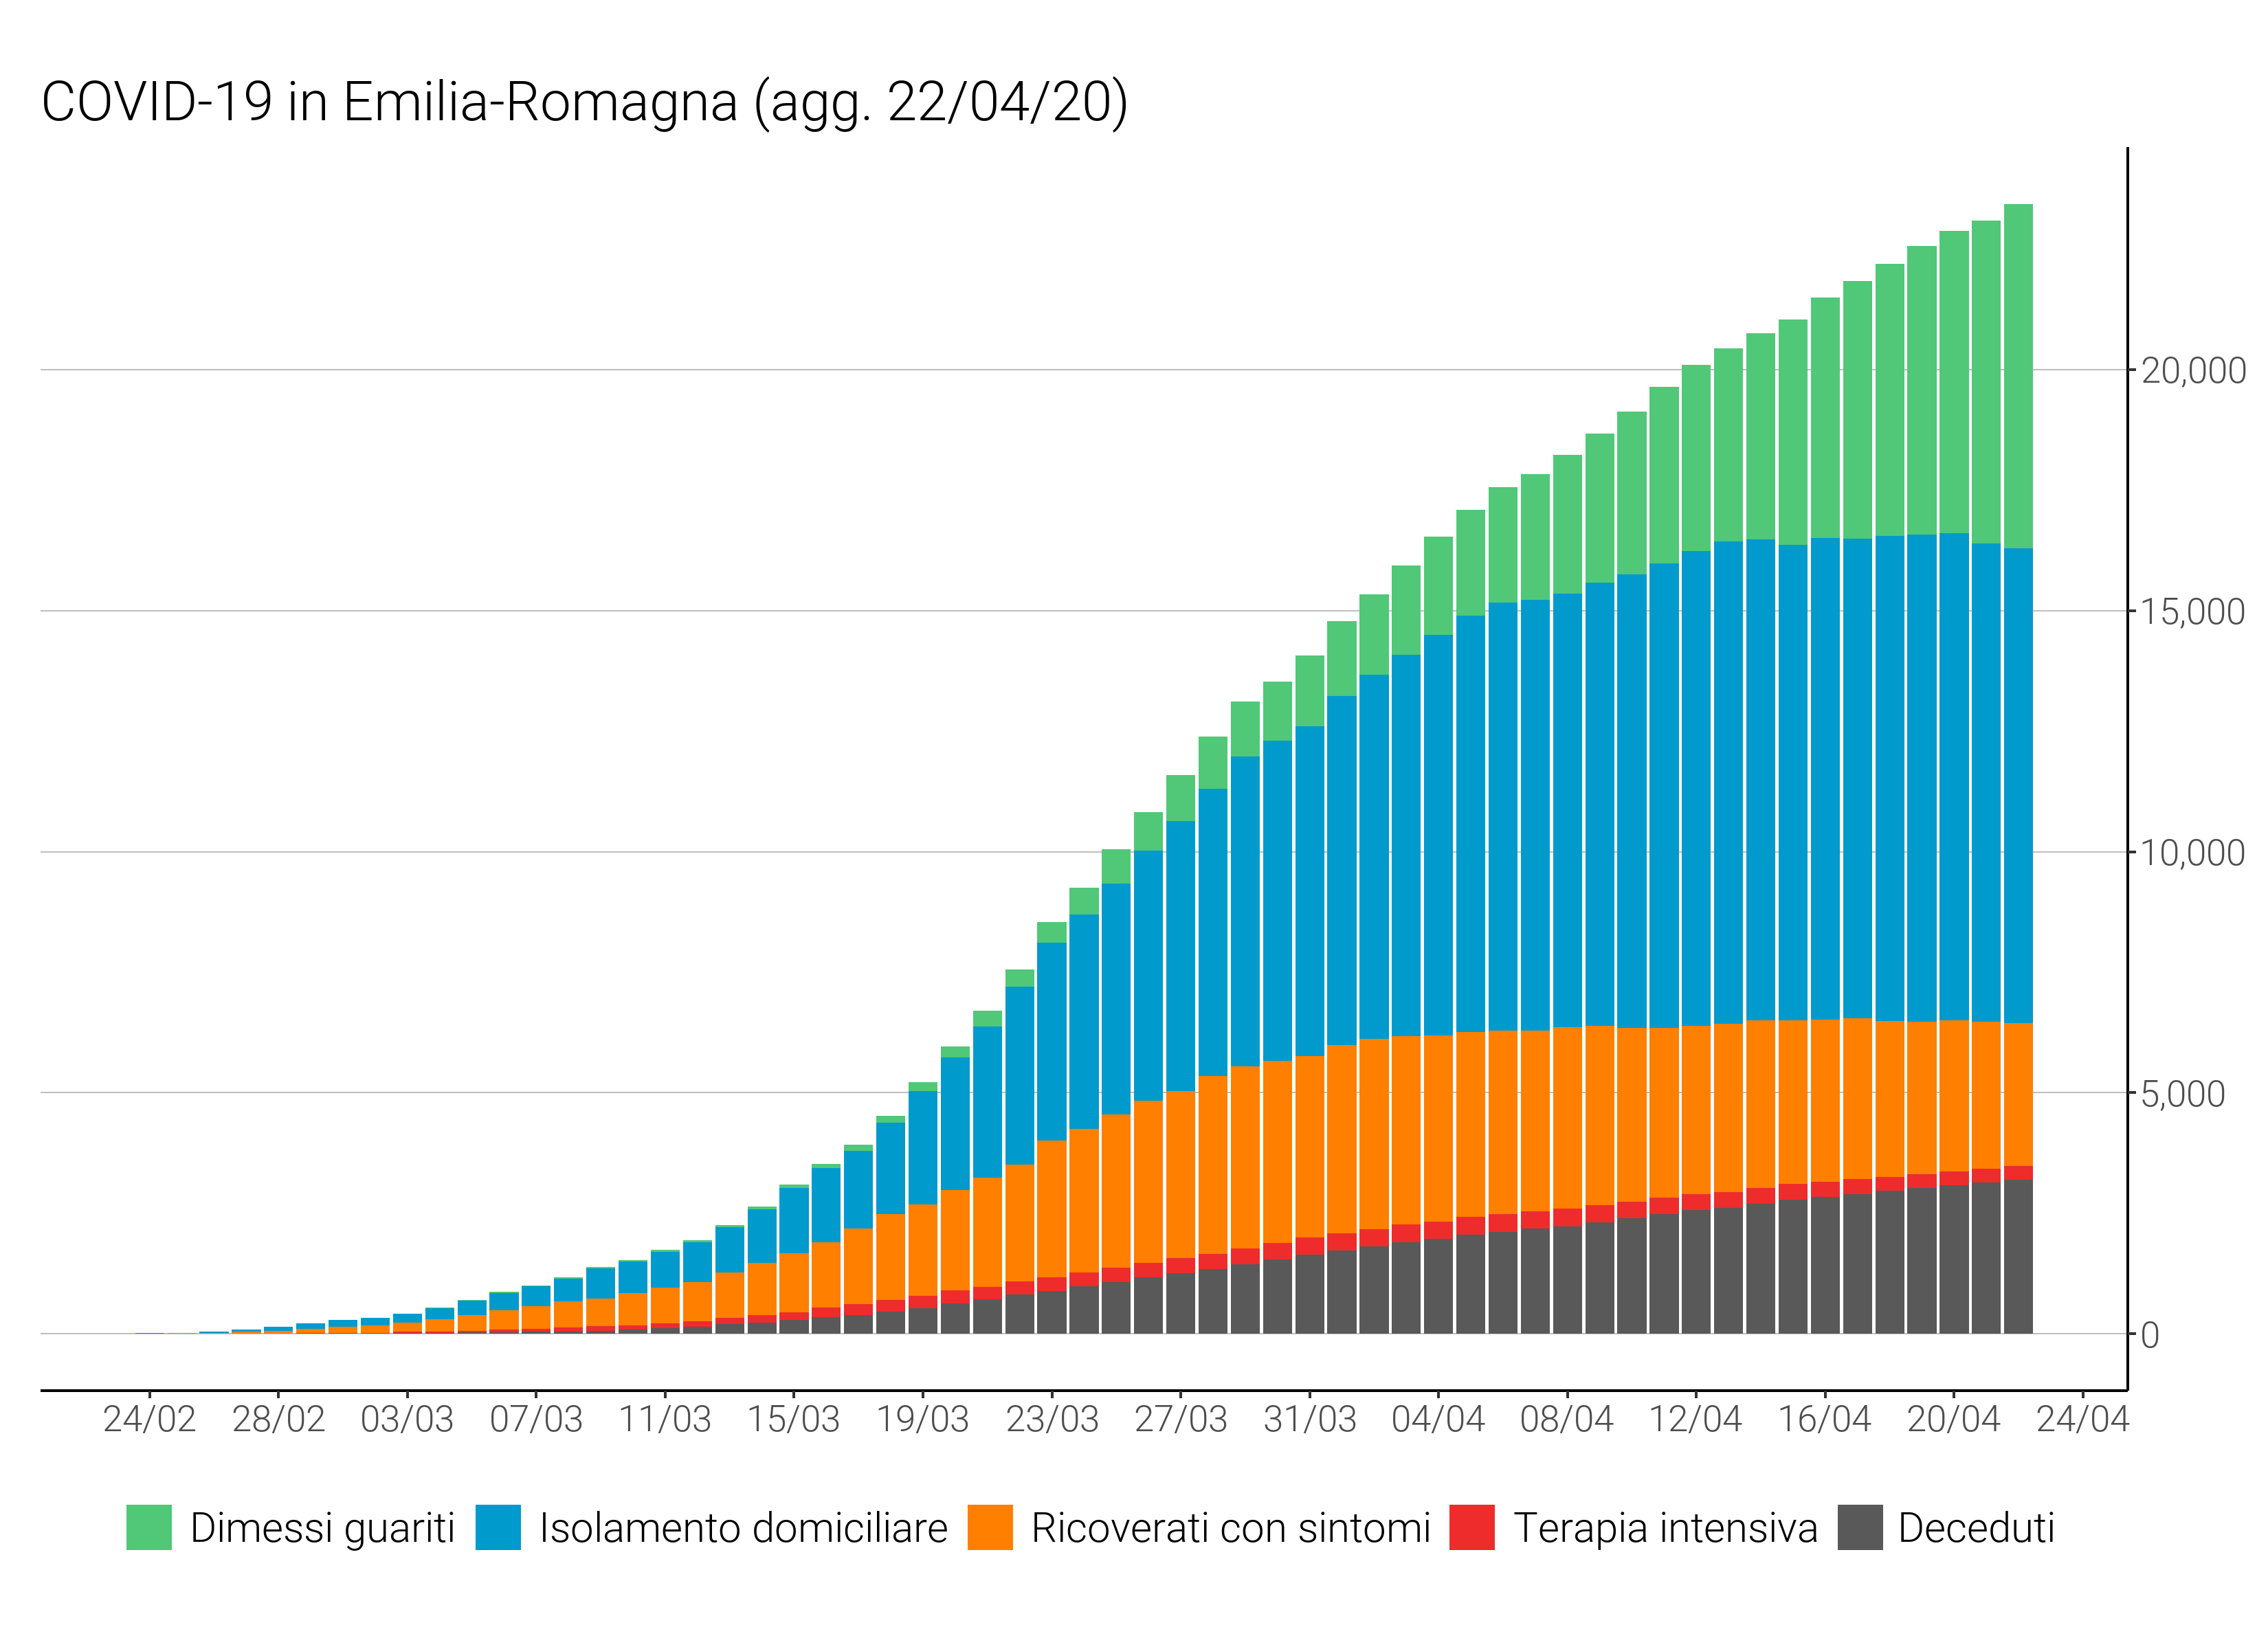 COVID-19 in Emilia-Romagna (agg. 22/04/20)
20,000
15,000
10,000
5,000
0
24/02 28/02 03/03 07/03 11/03 15/03 19/03 23/03 27/03 31/03 04/04 08/04 12/04 16/04 20/04 24/04
Dimessi guariti Isolamento domiciliare Ricoverati con sintomi Terapia intensiva Deceduti